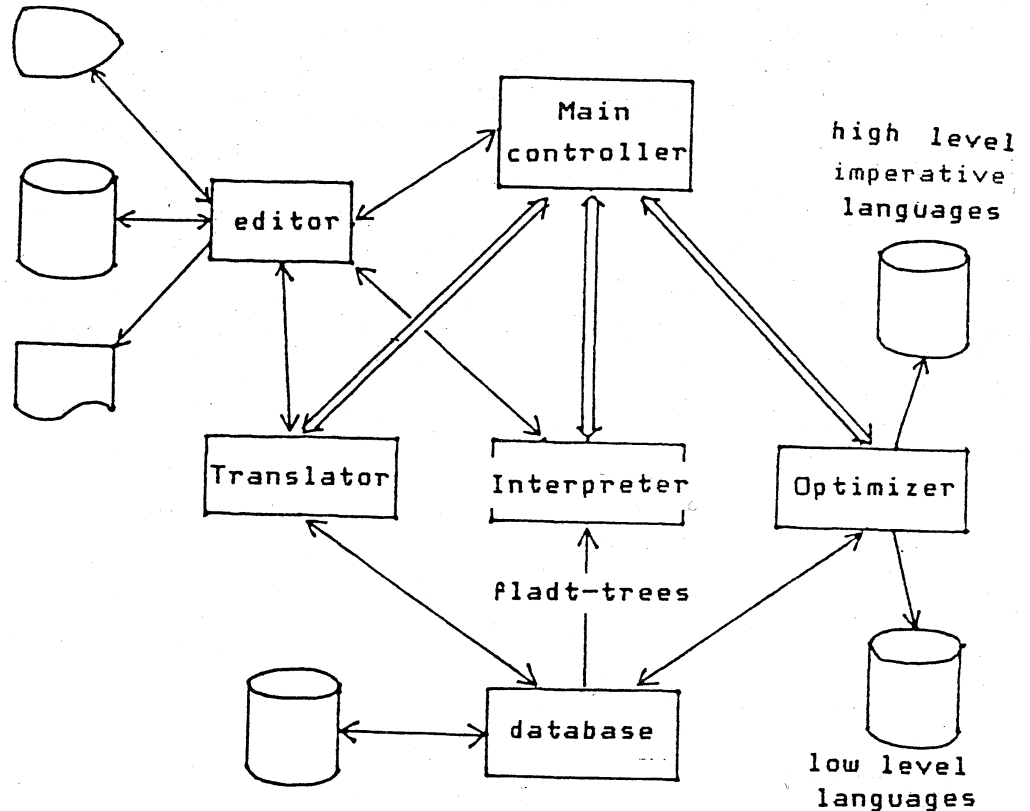 Main
controller
high level
imperative
languages
editor
Translator
Interpreter
Optimizer
fladt-trees
database
low level
languages